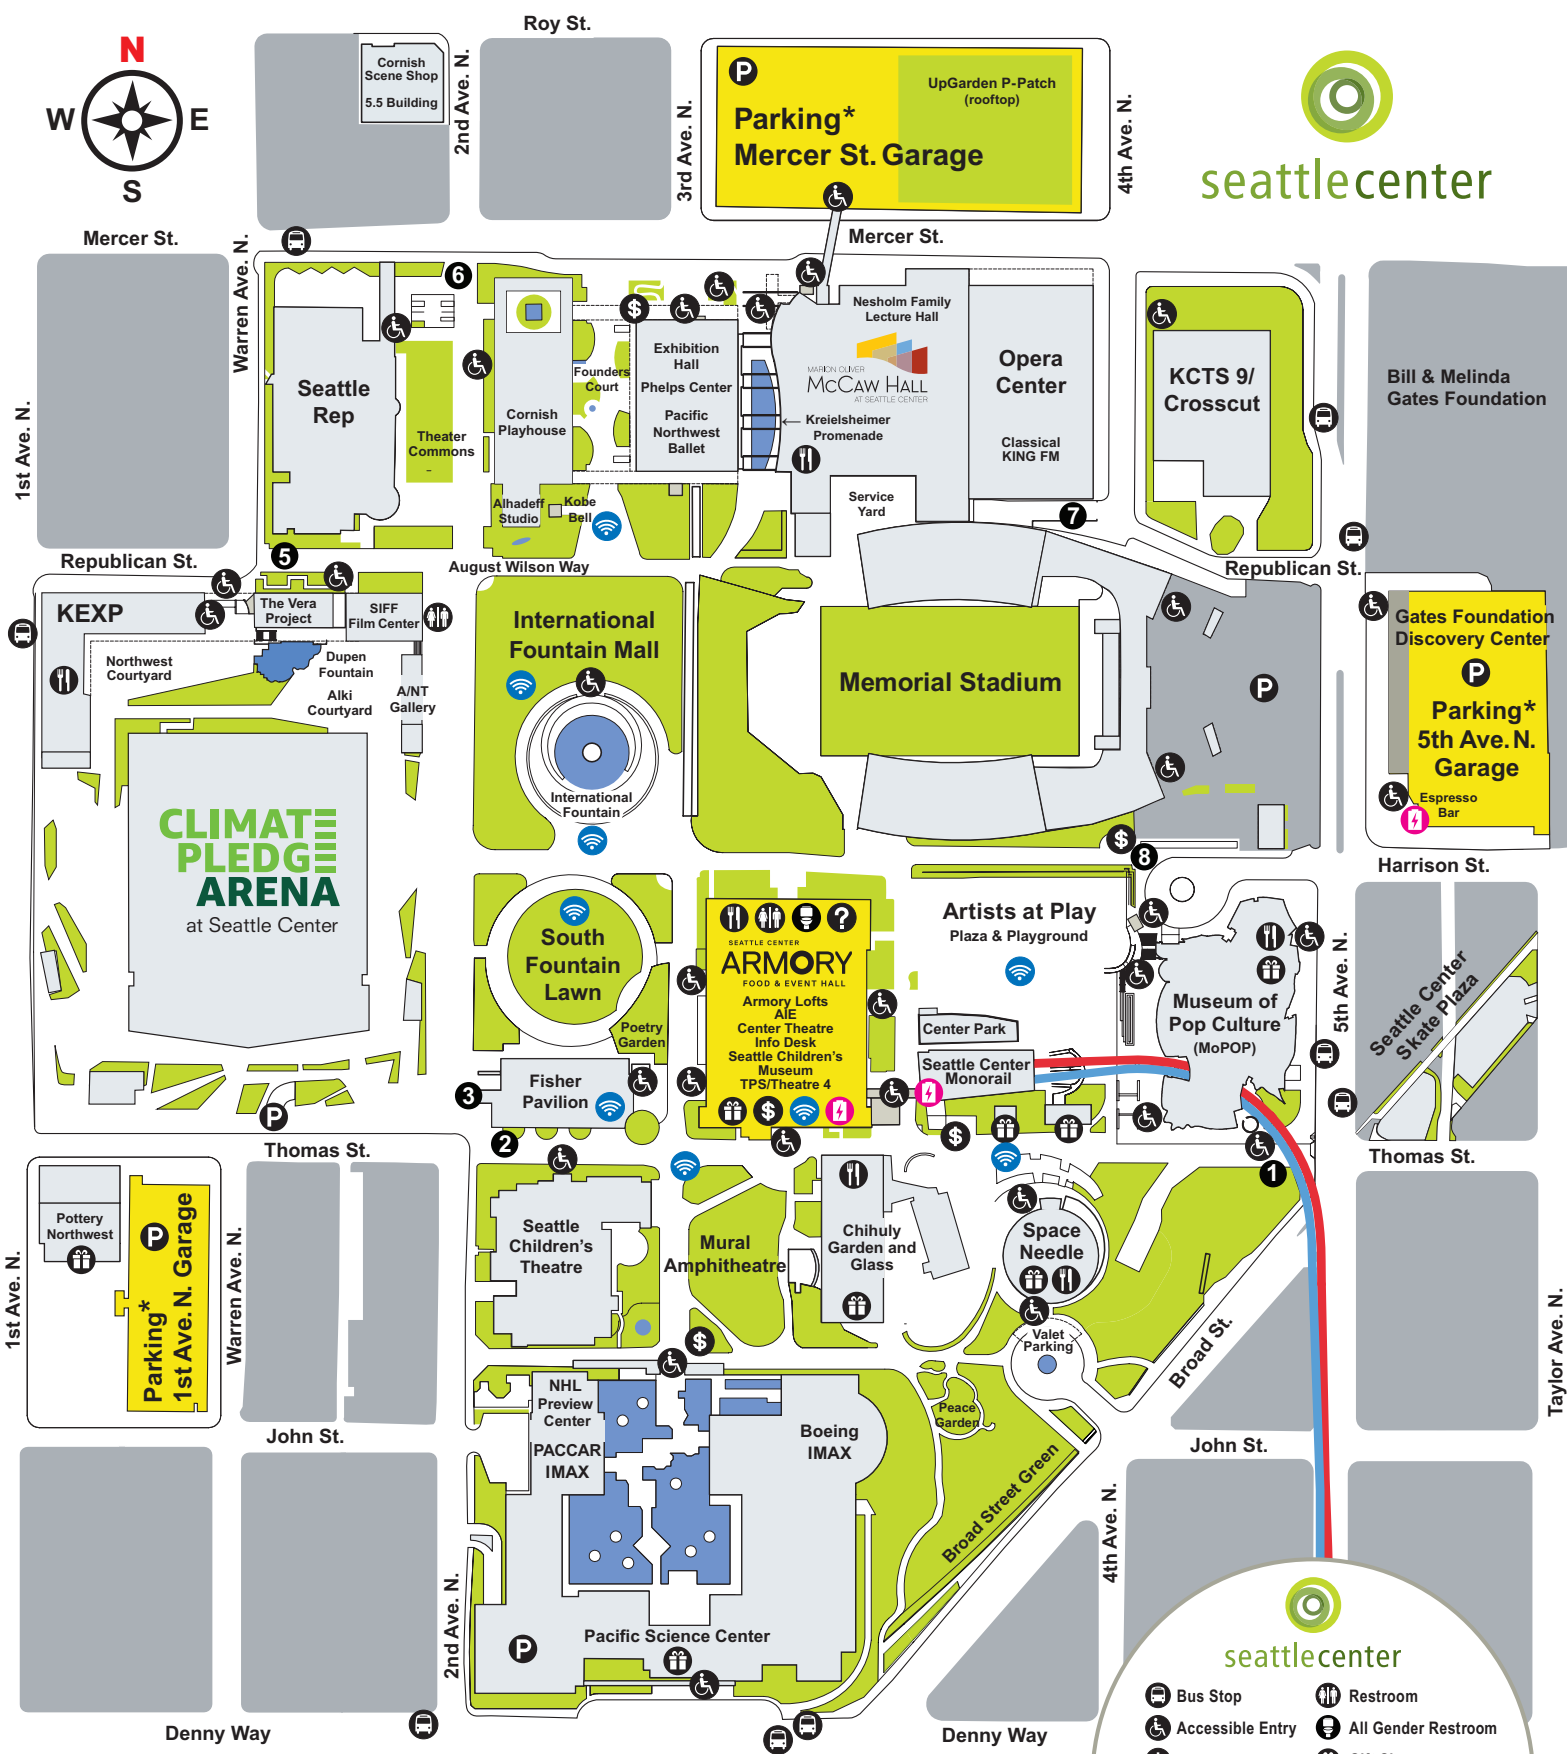 Roy St.
N
W
E
S
Cornish
Scene Shop
5.5 Building
2nd Ave. N.
3rd Ave. N.
P
Parking*
Mercer St. Garage
UpGarden P-Patch
(rooftop)
4th Ave. N.
seattlecenter
Mercer St.
Mercer St.
Warren Ave. N.
1st Ave. N.
6
$
Seattle
Rep
Theater
Commons
Cornish
Playhouse
Founders
Court
Exhibition
Hall
Phelps Center
Pacific
Northwest
Ballet
Nesholm Family
Lecture Hall
MARION OLIVER
McCAW HALL
AT SEATTLE CENTER
← Kreielsheimer
Promenade
Opera
Center
Classical
KING FM
KCTS 9/
Crosscut
Bill & Melinda
Gates Foundation
Alhadeff
Studio
Kobe
Bell
Service
Yard
7
Republican St.
5
August Wilson Way
Republican St.
KEXP
The Vera
Project
SIFF
Film Center
Northwest
Courtyard
Dupen
Fountain
Alki
Courtyard
A/NT
Gallery
International
Fountain Mall
International
Fountain
Memorial Stadium
P
Gates Foundation
Discovery Center
P
Parking*
5th Ave. N.
Garage
Espresso
Bar
CLIMATE
PLEDGE
ARENA
at Seattle Center
$
8
Harrison St.
South
Fountain
Lawn
Poetry
Garden
?
SEATTLE CENTER
ARMORY
FOOD & EVENT HALL
Armory Lofts
AIE
Center Theatre
Info Desk
Seattle Children's
Museum
TPS/Theatre 4
$
Artists at Play
Plaza & Playground
Center Park
Seattle Center
Monorail
$
Museum of
Pop Culture
(MoPOP)
5th Ave. N.
Seattle Center
Skate Plaza
3
Fisher
Pavilion
P
2
Thomas St.
1
Thomas St.
Pottery
Northwest
P
Parking*
1st Ave. N. Garage
1st Ave. N.
Warren Ave. N.
Seattle
Children's
Theatre
Mural
Amphitheatre
Chihuly
Garden and
Glass
Space
Needle
Valet
Parking
Broad St.
Taylor Ave. N.
$
NHL
Preview
Center
PACCAR
IMAX
Boeing
IMAX
Peace
Garden
Broad Street Green
John St.
John St.
4th Ave. N.
2nd Ave. N.
P
Pacific Science Center
Denny Way
Denny Way
seattlecenter
Bus Stop
Restroom
Accessible Entry
All Gender Restroom